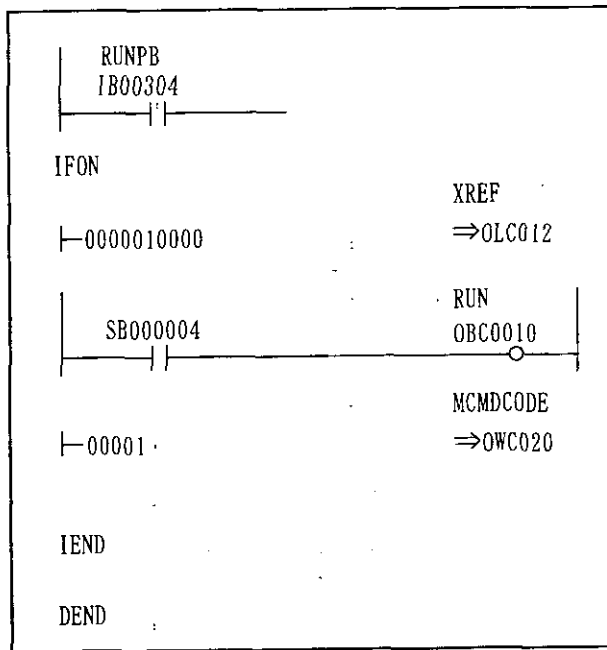 RUNPB
IB00304
IFON
XREF
0000010000 ⇒OLC012
RUN
SB000004 OBC0010
MCMDCODE
00001 ⇒OWC020
IEND
DEND